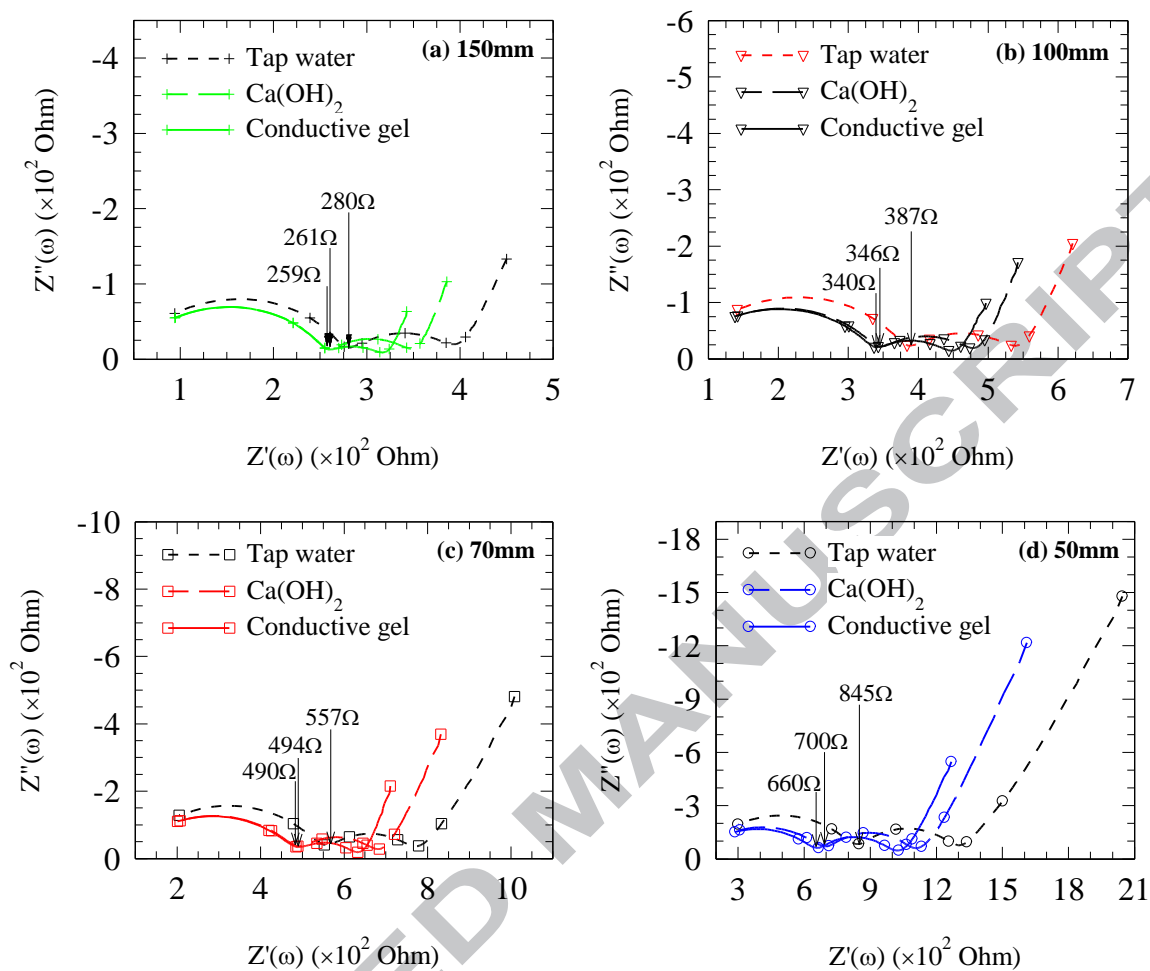 (a) 150mm
Tap water
Ca(OH)₂
Conductive gel
280Ω
261Ω
259Ω
-4
-3
-2
-1
0
1 2 3 4 5
Z''(ω) (×10² Ohm)
Z'(ω) (×10² Ohm)
(b) 100mm
Tap water
Ca(OH)₂
Conductive gel
387Ω
346Ω
340Ω
-6
-5
-4
-3
-2
-1
0
1 2 3 4 5 6 7
Z''(ω) (×10² Ohm)
Z'(ω) (×10² Ohm)
(c) 70mm
Tap water
Ca(OH)₂
Conductive gel
557Ω
494Ω
490Ω
-10
-8
-6
-4
-2
0
2 4 6 8 10
Z''(ω) (×10² Ohm)
Z'(ω) (×10² Ohm)
(d) 50mm
Tap water
Ca(OH)₂
Conductive gel
845Ω
700Ω
660Ω
-18
-15
-12
-9
-6
-3
0
3 6 9 12 15 18 21
Z''(ω) (×10² Ohm)
Z'(ω) (×10² Ohm)
ED MANUSCRIPT